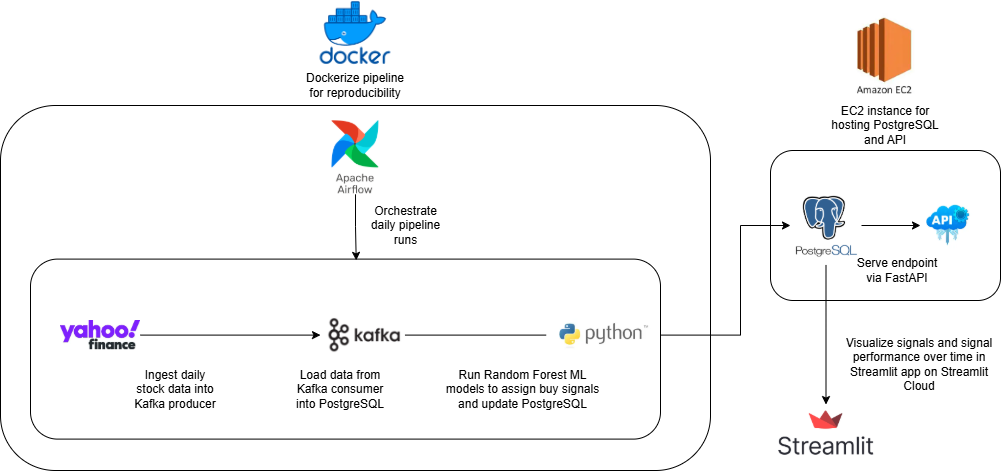 docker
Dockerize pipeline
for reproducibility
Amazon EC2
EC2 instance for
hosting PostgreSQL
and API
Apache
Airflow
Orchestrate
daily pipeline
runs
PostgreSQL
API
Serve endpoint
via FastAPI
yahoo!
finance
kafka
python™
Ingest daily
stock data into
Kafka producer
Load data from
Kafka consumer
into PostgreSQL
Run Random Forest ML
models to assign buy signals
and update PostgreSQL
Visualize signals and signal
performance over time in
Streamlit app on Streamlit
Cloud
Streamlit